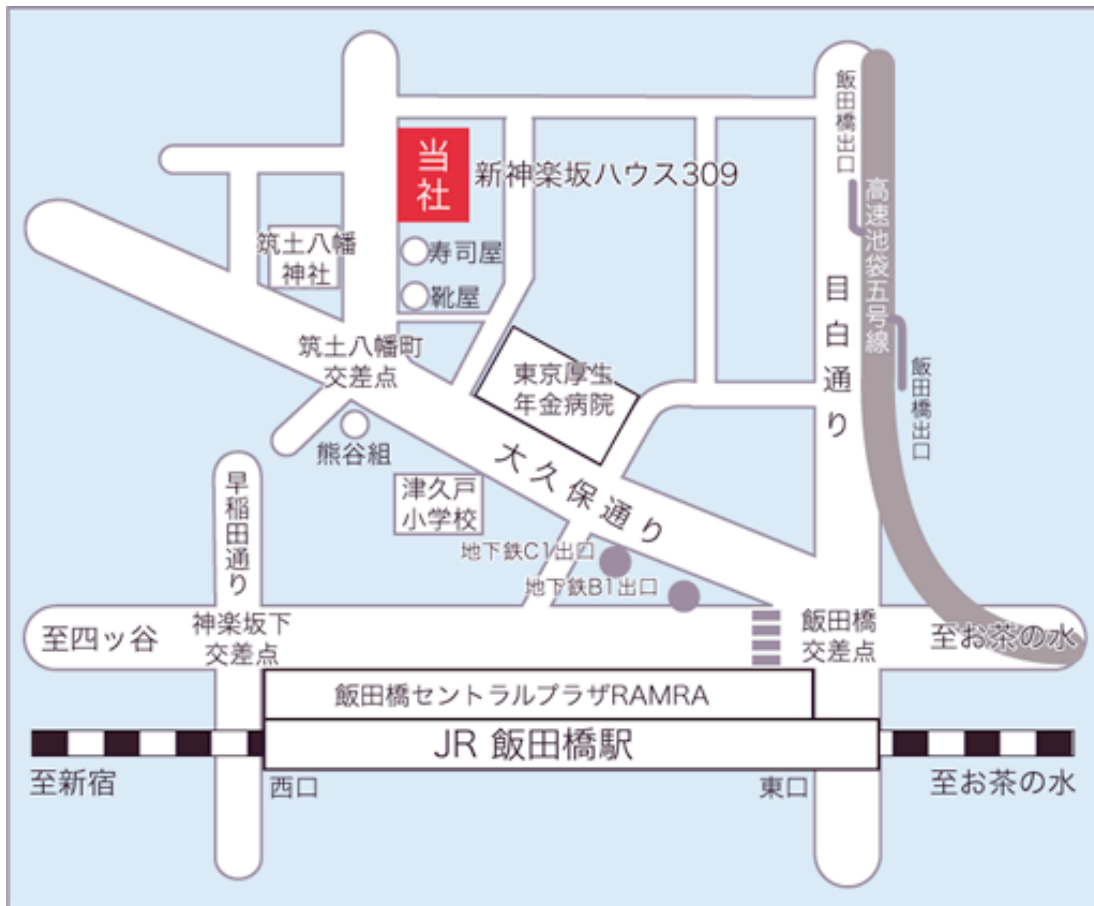 飯田橋出口
当社
新神楽坂ハウス309
高速池袋五号線
筑土八幡
神社
寿司屋
靴屋
目白通り
筑土八幡町
交差点
東京厚生
年金病院
飯田橋出口
熊谷組
大久保通り
早稲田通り
津久戸
小学校
地下鉄C1出口
地下鉄B1出口
至四ッ谷
神楽坂下
交差点
飯田橋
交差点
至お茶の水
飯田橋セントラルプラザRAMRA
JR 飯田橋駅
至新宿
西口
東口
至お茶の水